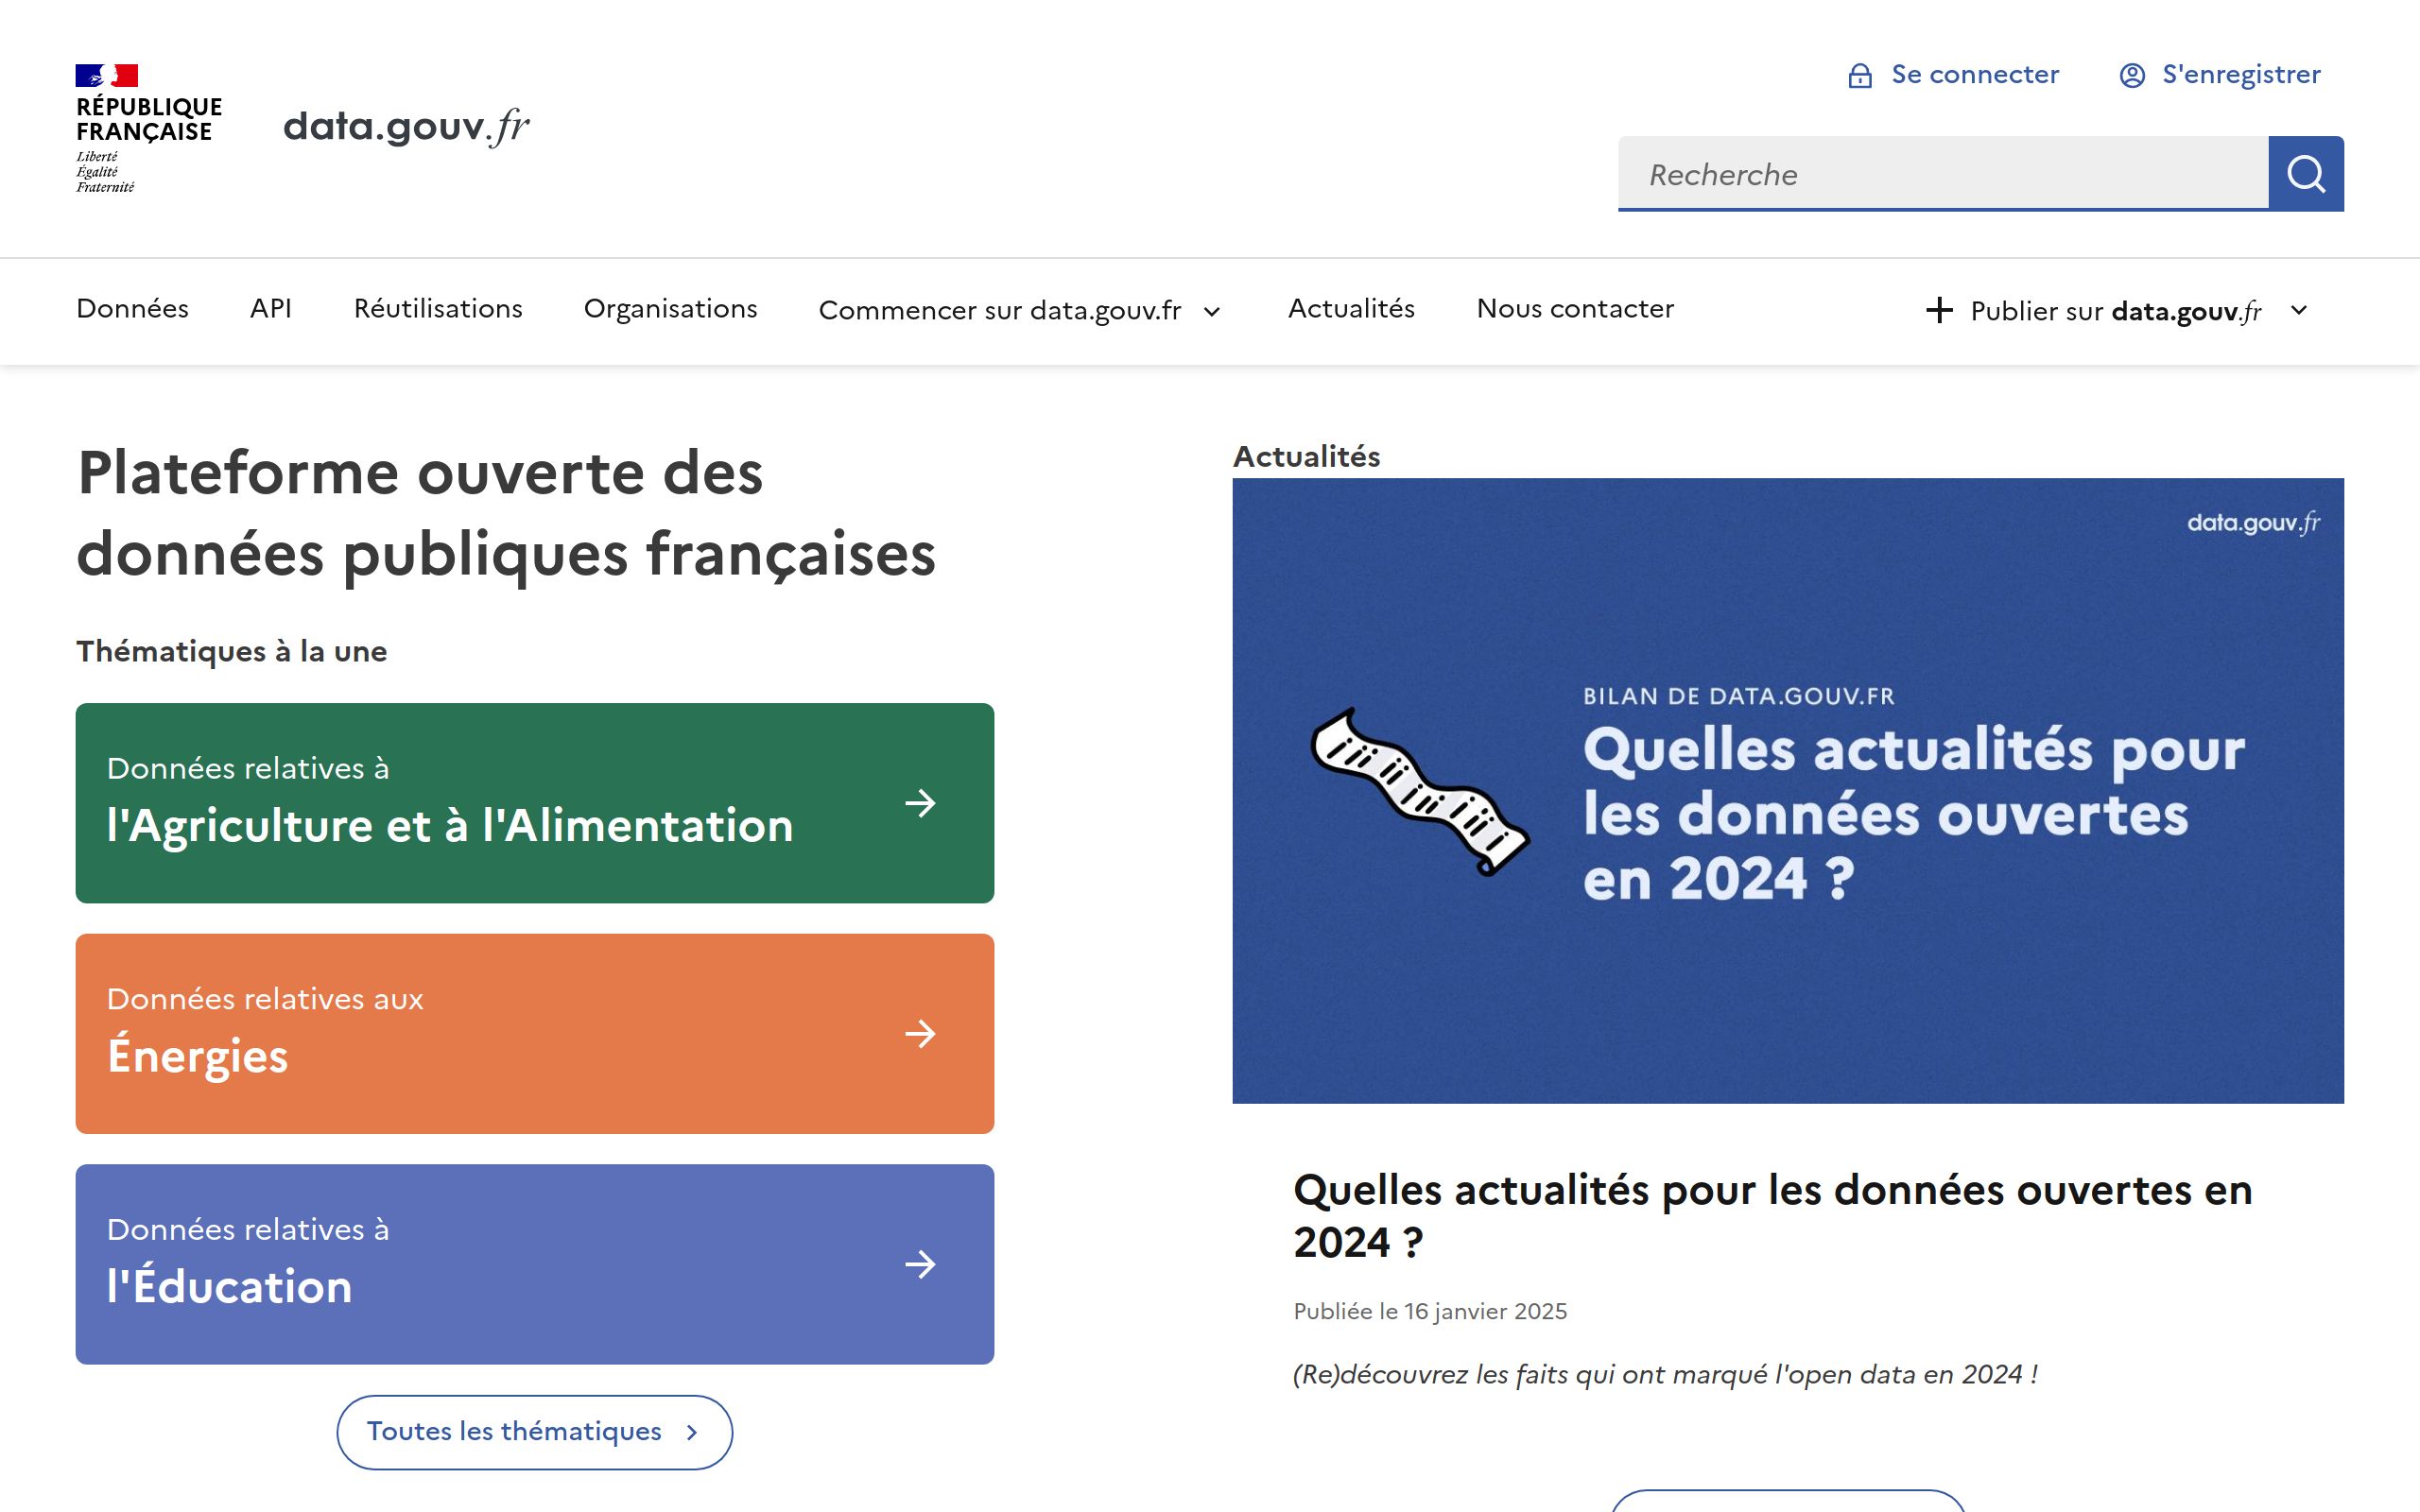 RÉPUBLIQUE
FRANÇAISE
Liberté
Égalité
Fraternité
data.gouv.fr
Se connecter
S'enregistrer
Recherche
Données
API
Réutilisations
Organisations
Commencer sur data.gouv.fr
Actualités
Nous contacter
Publier sur data.gouv.fr
Plateforme ouverte des
données publiques françaises
Thématiques à la une
Données relatives à
l'Agriculture et à l'Alimentation
Données relatives aux
Énergies
Données relatives à
l'Éducation
Toutes les thématiques
Actualités
data.gouv.fr
BILAN DE DATA.GOUV.FR
Quelles actualités pour
les données ouvertes
en 2024 ?
Quelles actualités pour les données ouvertes en
2024 ?
Publiée le 16 janvier 2025
(Re)découvrez les faits qui ont marqué l'open data en 2024 !